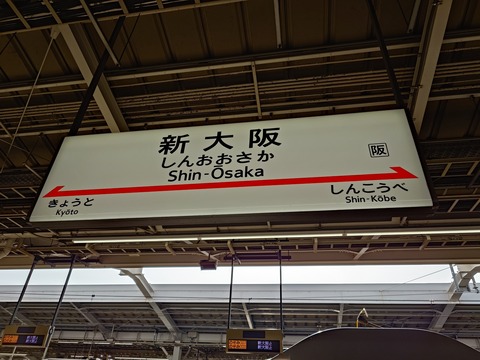 新大阪
しんおおさか
阪
Shin-Ōsaka
きょうと
Kyōto
しんこうべ
Shin-Kōbe